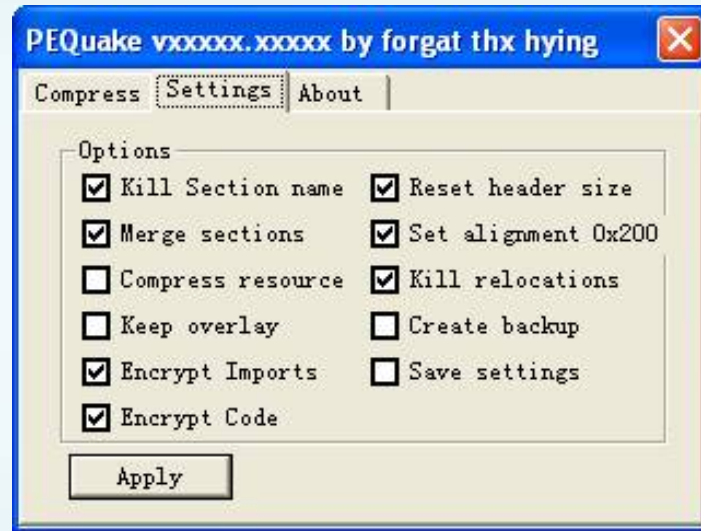 PEQuake vxxxxx.xxxxx by forgat thx hying
Compress Settings About
Options
Kill Section name Reset header size
Merge sections Set alignment 0x200
Compress resource Kill relocations
Keep overlay Create backup
Encrypt Imports Save settings
Encrypt Code
Apply